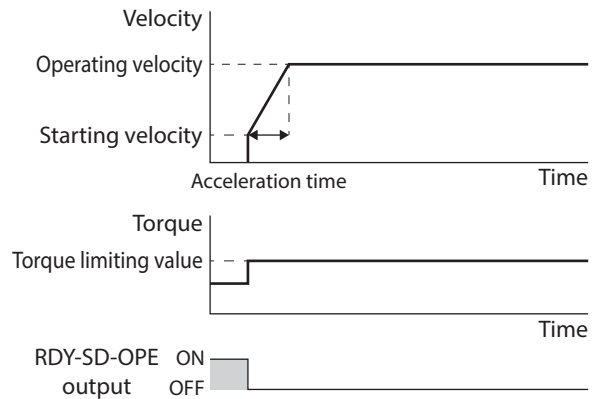 Velocity
Operating velocity
Starting velocity
Acceleration time
Time
Torque
Torque limiting value
Time
RDY-SD-OPE
output
ON
OFF